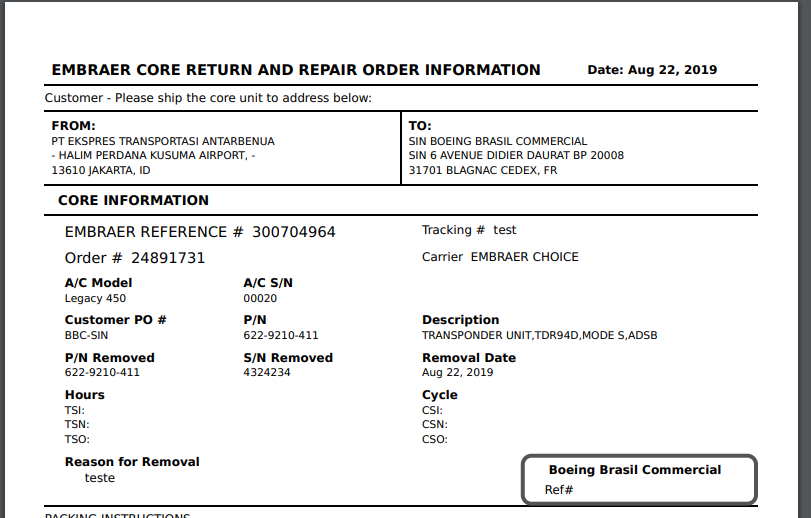 EMBRAER CORE RETURN AND REPAIR ORDER INFORMATION Date: Aug 22, 2019
Customer - Please ship the core unit to address below:
FROM:
PT EKSPRES TRANSPORTASI ANTARBENUA
- HALIM PERDANA KUSUMA AIRPORT, -
13610 JAKARTA, ID
TO:
SIN BOEING BRASIL COMMERCIAL
SIN 6 AVENUE DIDIER DAURAT BP 20008
31701 BLAGNAC CEDEX, FR
CORE INFORMATION
EMBRAER REFERENCE # 300704964 Tracking # test
Order # 24891731 Carrier EMBRAER CHOICE
A/C Model A/C S/N
Legacy 450 00020
Customer PO # P/N Description
BBC-SIN 622-9210-411 TRANSPONDER UNIT,TDR94D,MODE S,ADSB
P/N Removed S/N Removed Removal Date
622-9210-411 4324234 Aug 22, 2019
Hours Cycle
TSI: CSI:
TSN: CSN:
TSO: CSO:
Reason for Removal
teste
Boeing Brasil Commercial
Ref#
PACKING INSTRUCTIONS